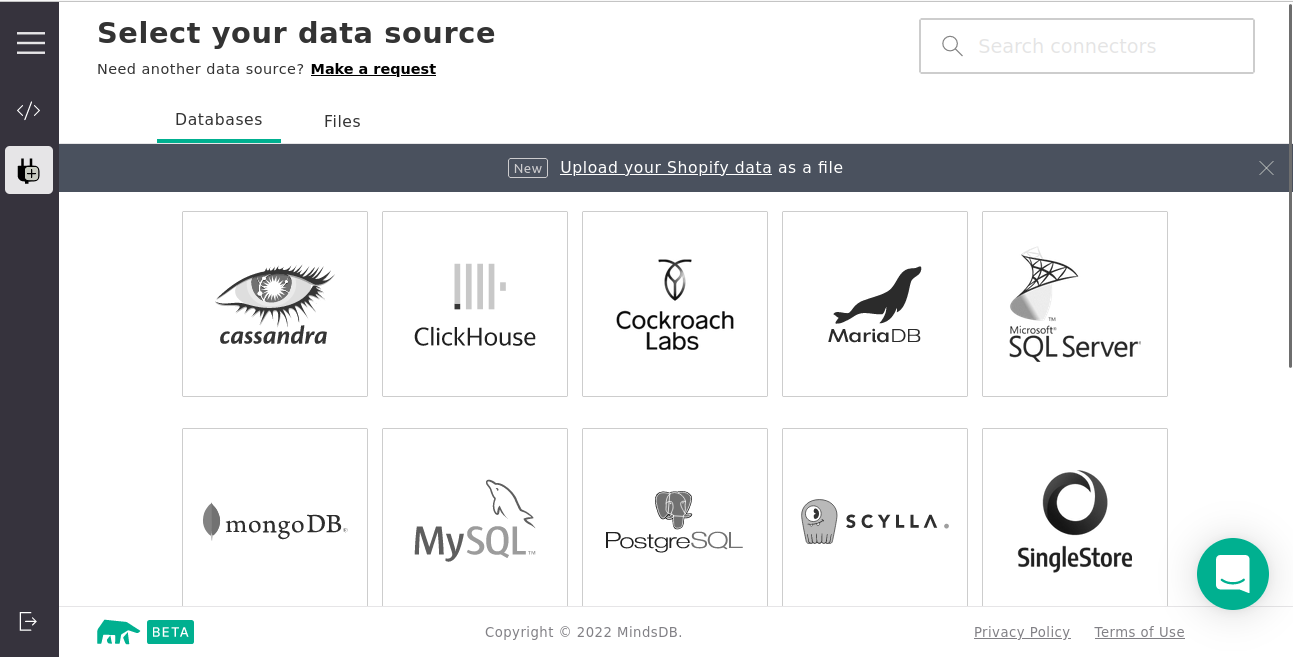 Select your data source
Search connectors
Need another data source? Make a request
Databases
Files
New Upload your Shopify data as a file
cassandra
ClickHouse
Cockroach
Labs
MariaDB
Microsoft®
SQL Server
mongoDB®
MySQL™
PostgreSQL
SCYLLA.
SingleStore
BETA
Copyright © 2022 MindsDB.
Privacy Policy
Terms of Use